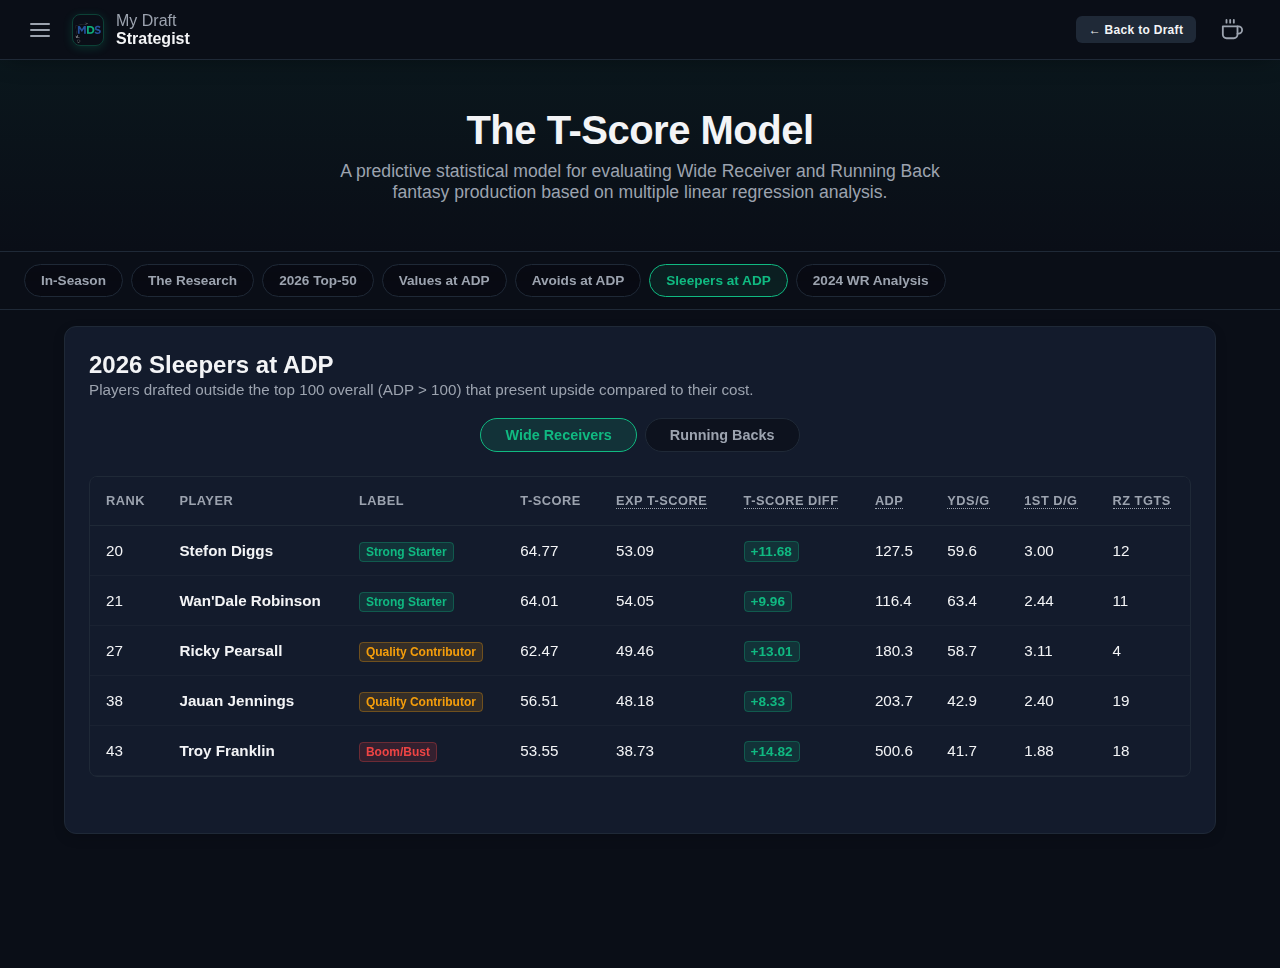 MDS
My Draft
Strategist
← Back to Draft
The T-Score Model
A predictive statistical model for evaluating Wide Receiver and Running Back
fantasy production based on multiple linear regression analysis.
In-Season The Research 2026 Top-50 Values at ADP Avoids at ADP Sleepers at ADP 2024 WR Analysis
2026 Sleepers at ADP
Players drafted outside the top 100 overall (ADP > 100) that present upside compared to their cost.
Wide Receivers Running Backs
RANK PLAYER LABEL T-SCORE EXP T-SCORE T-SCORE DIFF ADP YDS/G 1ST D/G RZ TGTS
20 Stefon Diggs Strong Starter 64.77 53.09 +11.68 127.5 59.6 3.00 12
21 Wan'Dale Robinson Strong Starter 64.01 54.05 +9.96 116.4 63.4 2.44 11
27 Ricky Pearsall Quality Contributor 62.47 49.46 +13.01 180.3 58.7 3.11 4
38 Jauan Jennings Quality Contributor 56.51 48.18 +8.33 203.7 42.9 2.40 19
43 Troy Franklin Boom/Bust 53.55 38.73 +14.82 500.6 41.7 1.88 18